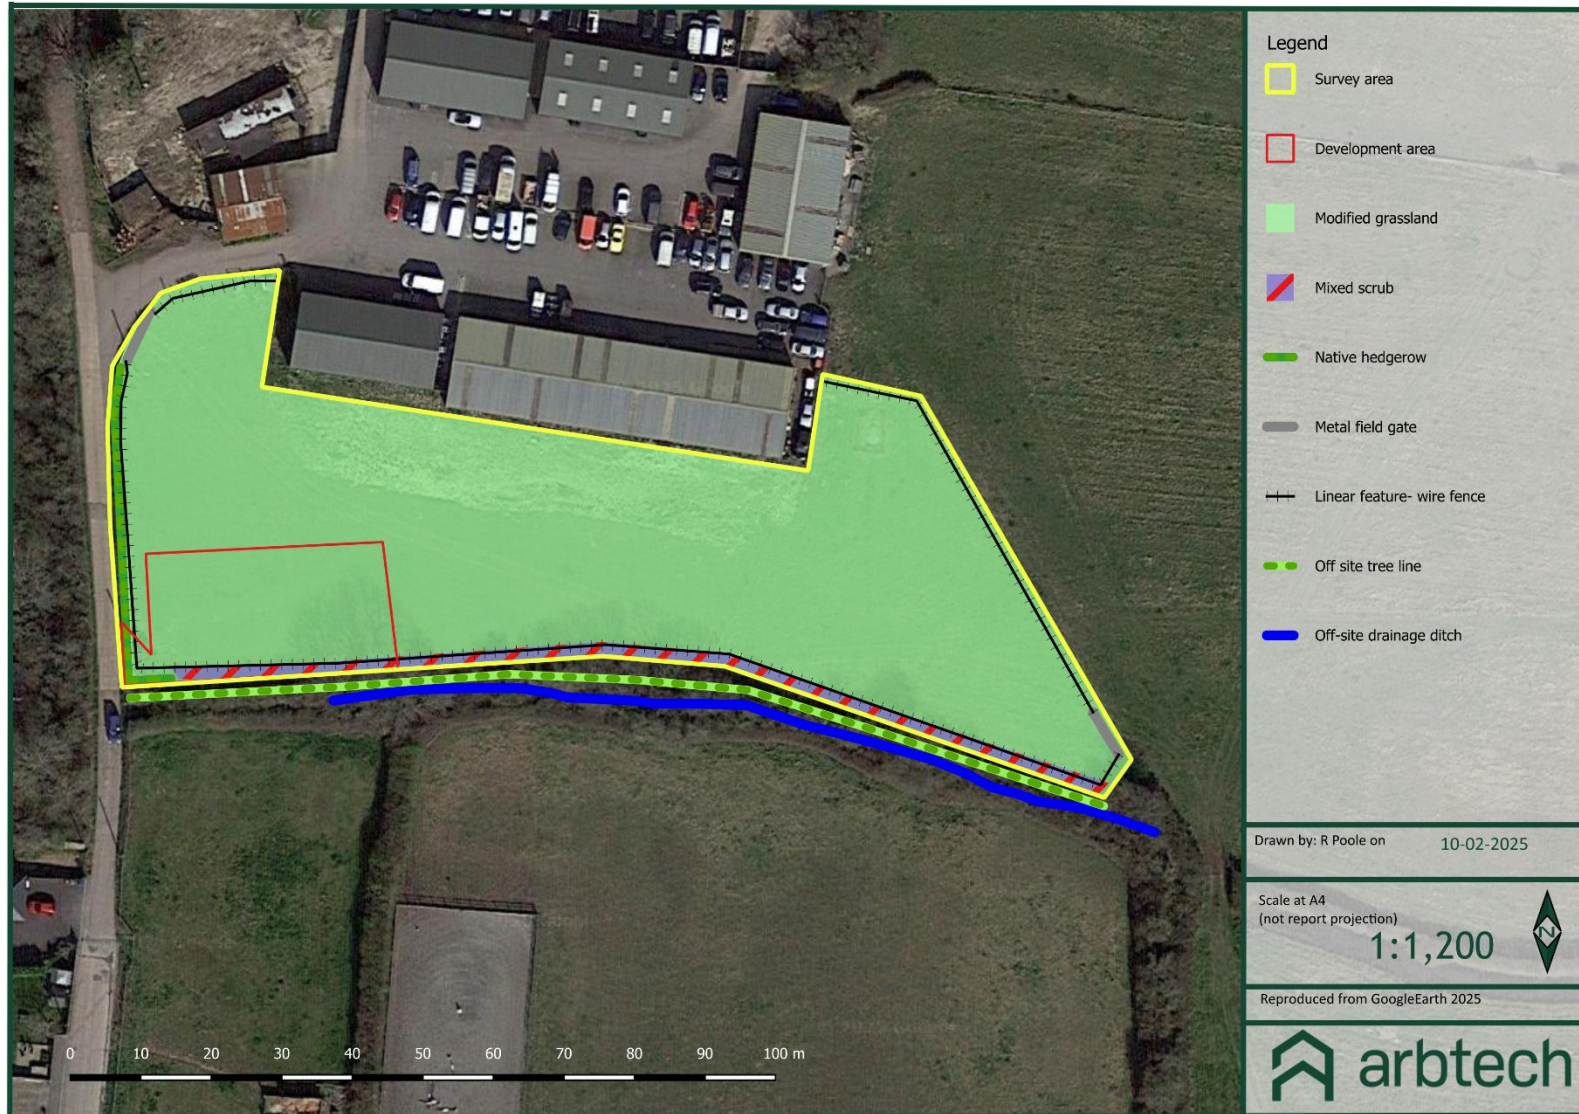 Legend
Survey area
Development area
Modified grassland
Mixed scrub
Native hedgerow
Metal field gate
Linear feature- wire fence
Off site tree line
Off-site drainage ditch
Drawn by: R Poole on 10-02-2025
Scale at A4
(not report projection)
1:1,200
N
Reproduced from GoogleEarth 2025
arbtech
0 10 20 30 40 50 60 70 80 90 100 m